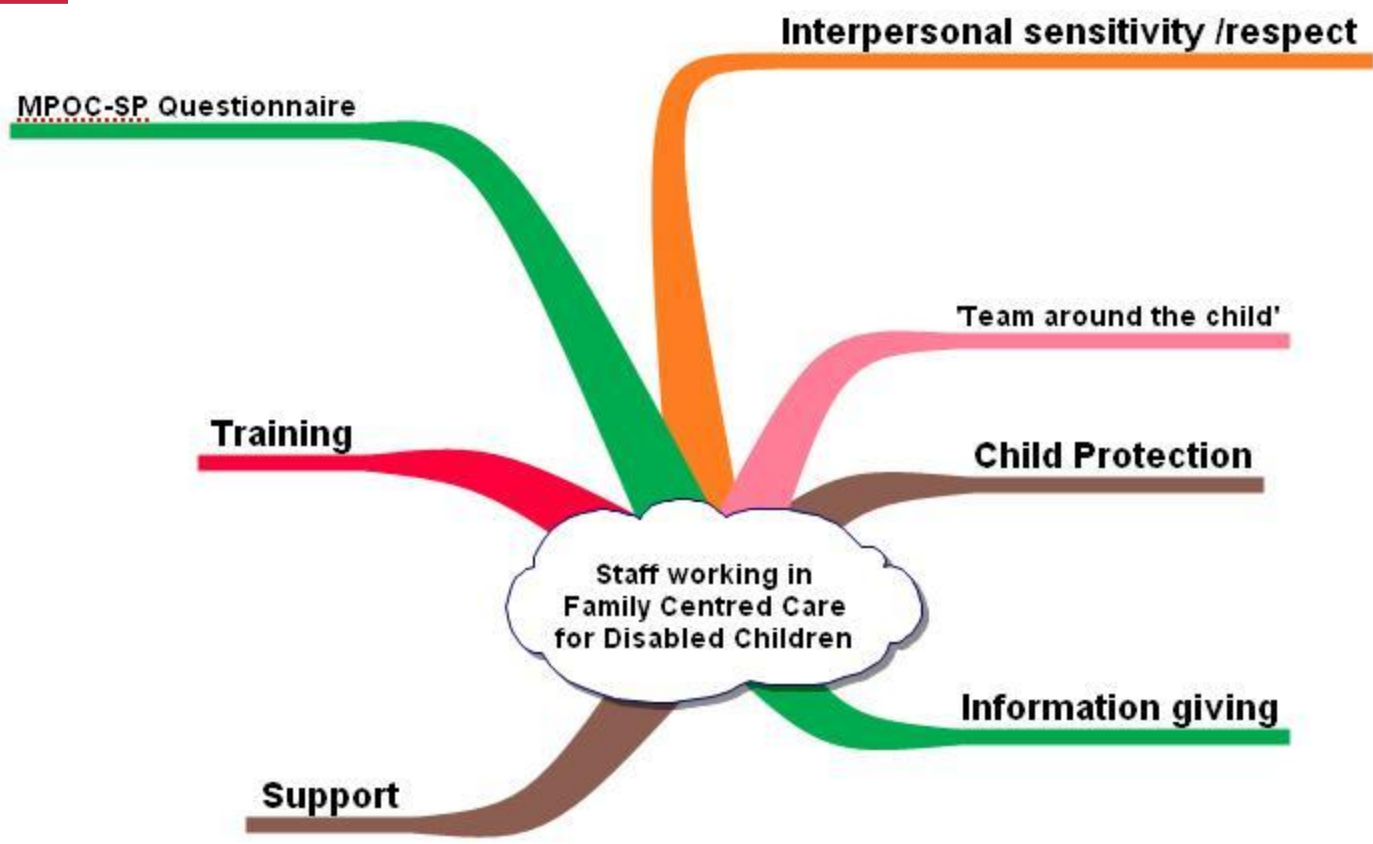 Interpersonal sensitivity /respect
MPOC-SP Questionnaire
'Team around the child'
Training
Child Protection
Staff working in
Family Centred Care
for Disabled Children
Information giving
Support